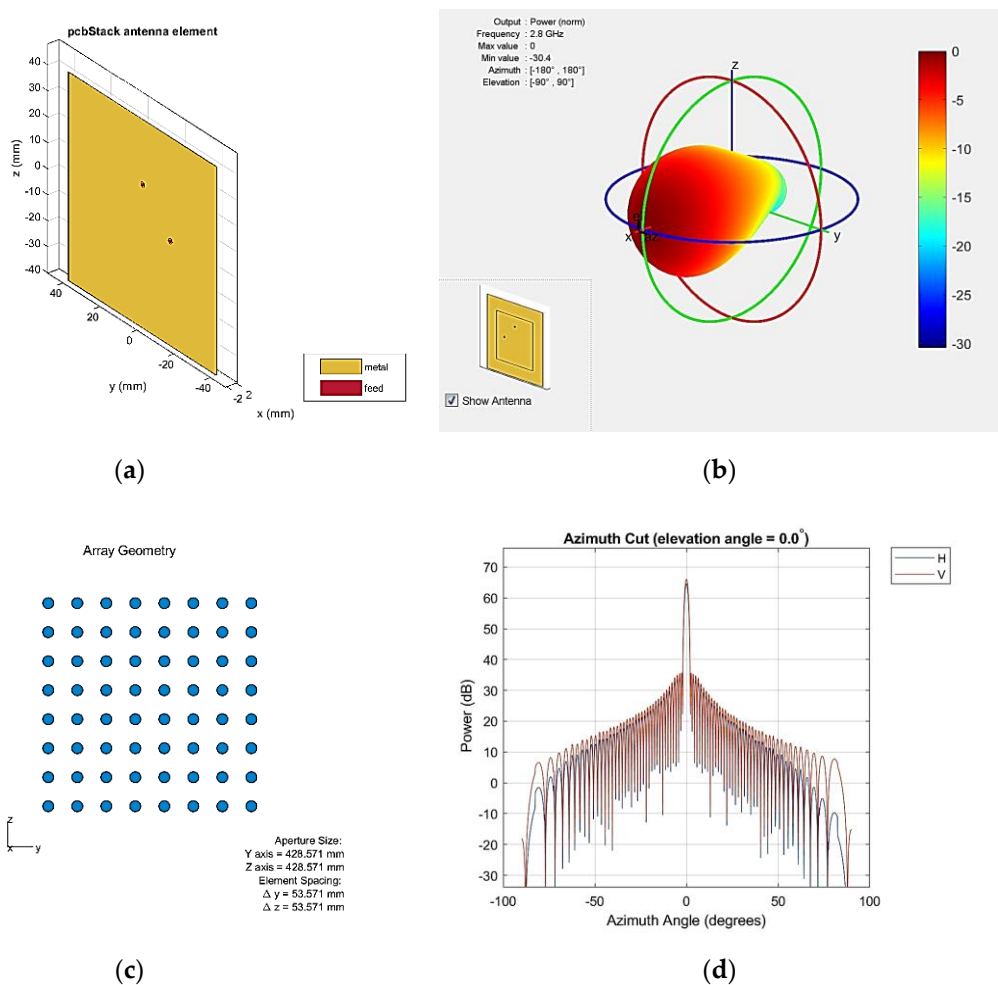 pcbStack antenna element
40
30
20
10
0
-10
-20
-30
-40
z (mm)
40
20
0
-20
-40
y (mm)
-2
2
x (mm)
metal
feed
(a)
Output : Power (norm)
Frequency : 2.8 GHz
Max value : 0
Min value : -30.4
Azimuth : [-180° , 180°]
Elevation : [-90° , 90°]
z
x
az
y
Show Antenna
0
-5
-10
-15
-20
-25
-30
(b)
Array Geometry
z
x
y
Aperture Size:
Y axis = 428.571 mm
Z axis = 428.571 mm
Element Spacing:
Δ y = 53.571 mm
Δ z = 53.571 mm
(c)
Azimuth Cut (elevation angle = 0.0°)
H
V
70
60
50
40
30
20
10
0
-10
-20
-30
Power (dB)
-100
-50
0
50
100
Azimuth Angle (degrees)
(d)